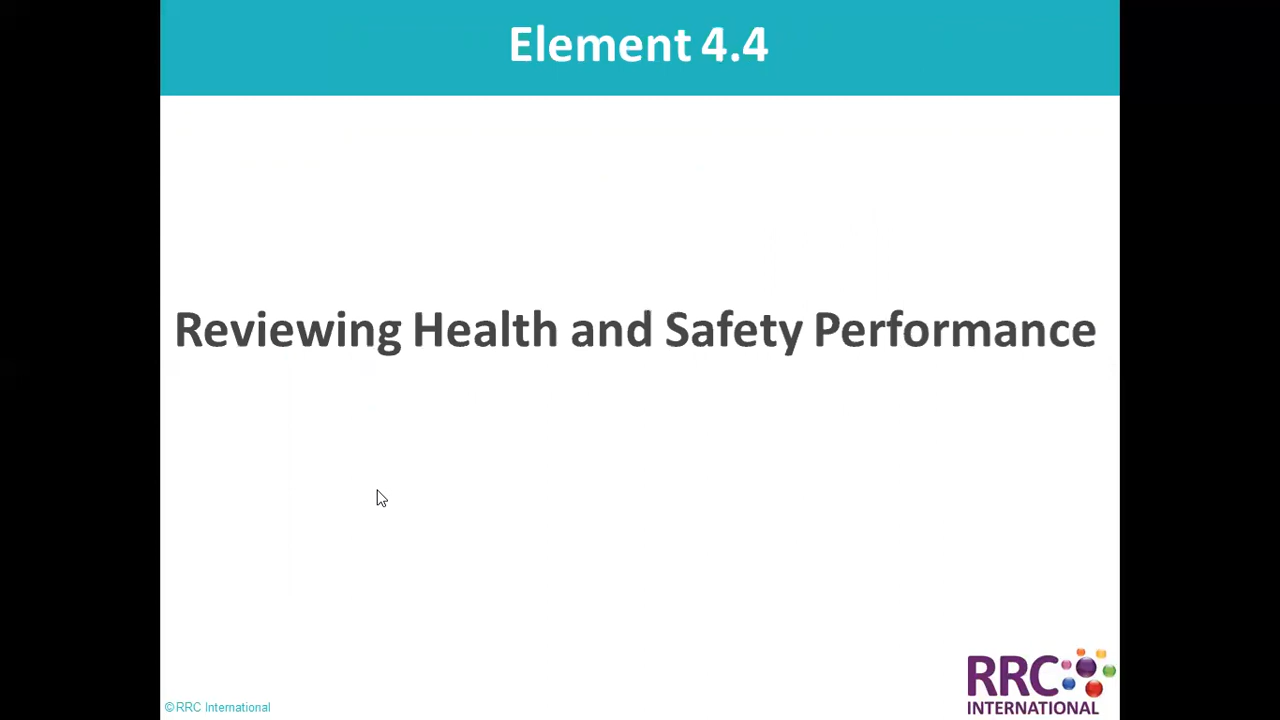 Element 4.4
Reviewing Health and Safety Performance
RRC
INTERNATIONAL
©RRC International